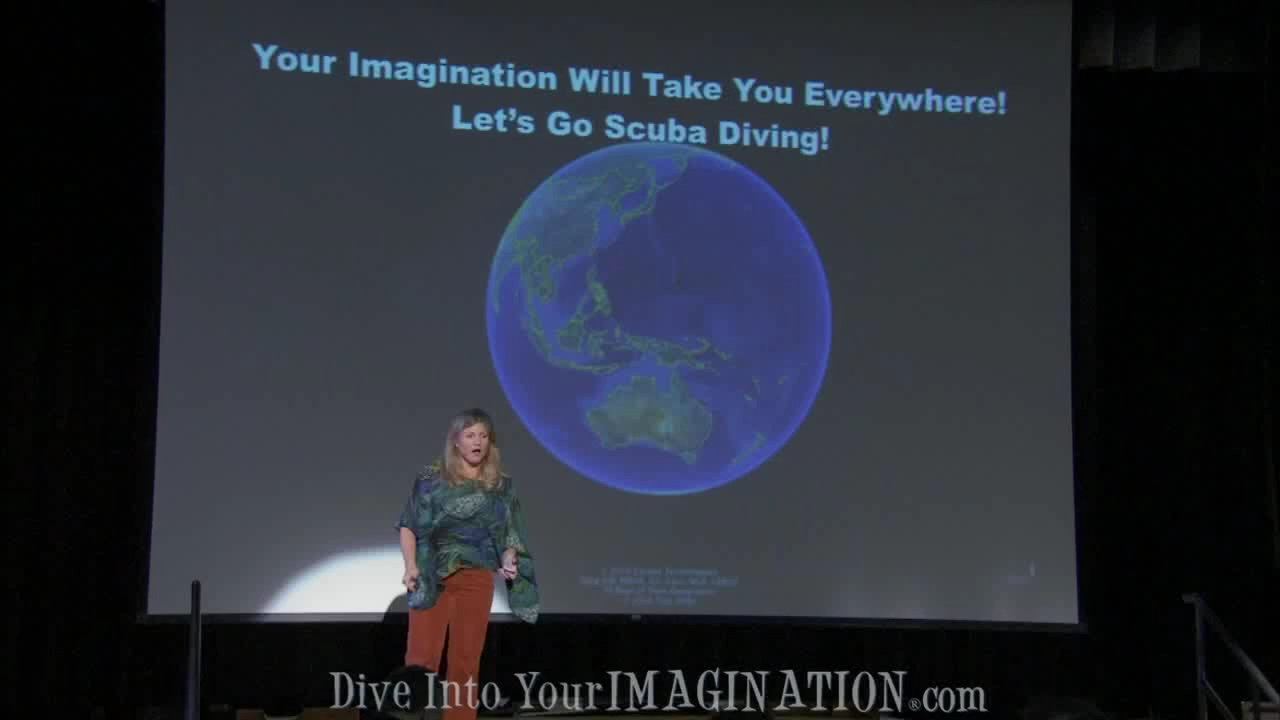 Your Imagination Will Take You Everywhere!
Let's Go Scuba Diving!
Dive Into YourIMAGINATION®.com